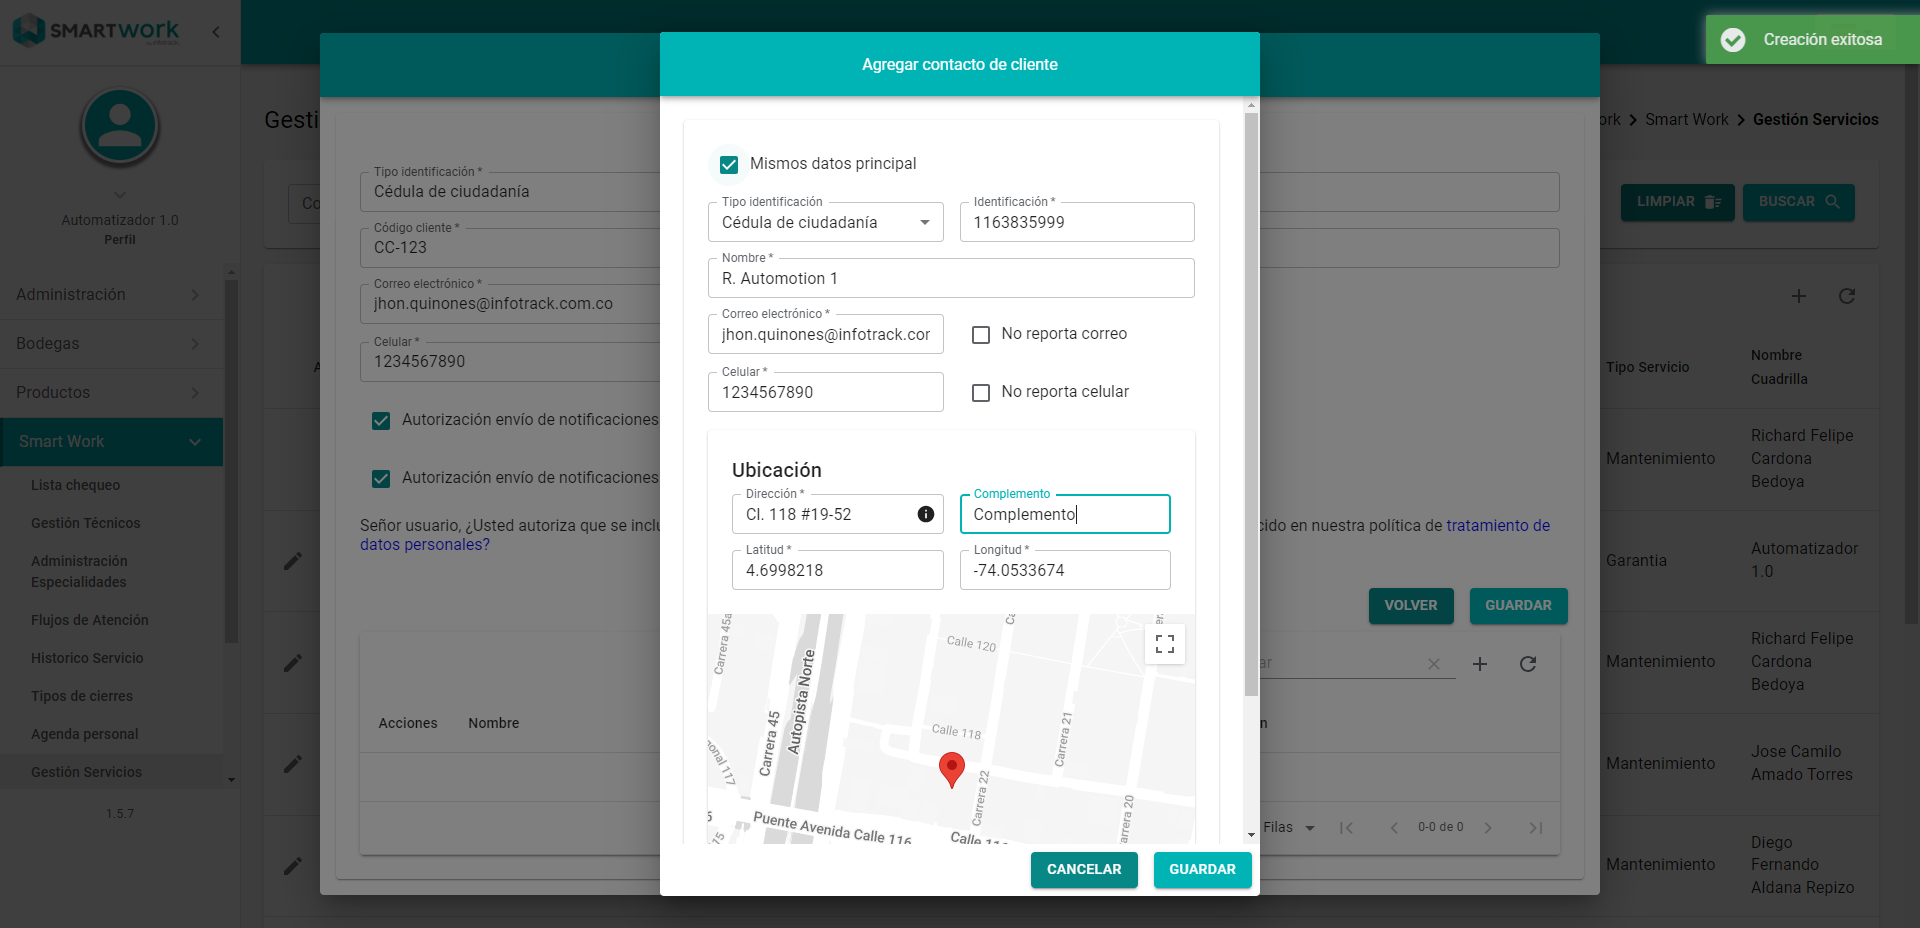 SMARTWORK
Creación exitosa
Agregar contacto de cliente
Gesti
ork > Smart Work > Gestión Servicios
Automatizador 1.0
Perfil
Administración
Bodegas
Productos
Smart Work
Lista chequeo
Gestión Técnicos
Administración
Especialidades
Flujos de Atención
Historico Servicio
Tipos de cierres
Agenda personal
Gestión Servicios
1.5.7
Co
LIMPIAR
BUSCAR
Tipo identificación *
Cédula de ciudadanía
Código cliente *
CC-123
Correo electrónico *
jhon.quinones@infotrack.com.co
Celular *
1234567890
Autorización envío de notificaciones
Autorización envío de notificaciones
Señor usuario, ¿Usted autoriza que se inclu
cido en nuestra política de tratamiento de
datos personales?
VOLVER
GUARDAR
ar
Acciones
Nombre
n
Filas
0-0 de 0
Mismos datos principal
Tipo identificación
Cédula de ciudadanía
Identificación *
1163835999
Nombre *
R. Automotion 1
Correo electrónico *
jhon.quinones@infotrack.cor
No reporta correo
Celular *
1234567890
No reporta celular
Ubicación
Dirección *
Cl. 118 #19-52
Complemento
Complemento
Latitud *
4.6998218
Longitud *
-74.0533674
Carrera 45a
Autopista Norte
Carrera 45
Calle 120
Calle 118
Carrera 21
Carrera 22
Carrera 20
onal 117
Puente Avenida Calle 116
Calle 11
CANCELAR
GUARDAR
A
Tipo Servicio
Nombre
Cuadrilla
Mantenimiento
Richard Felipe
Cardona
Bedoya
Garantia
Automatizador
1.0
Mantenimiento
Richard Felipe
Cardona
Bedoya
Mantenimiento
Jose Camilo
Amado Torres
Mantenimiento
Diego
Fernando
Aldana Repizo